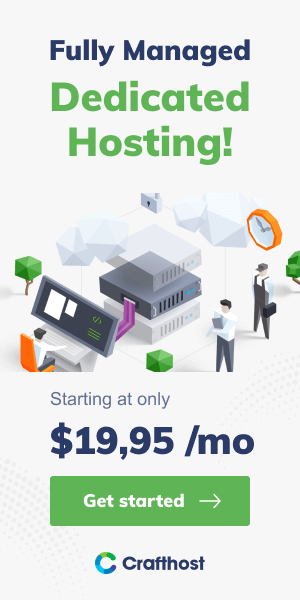 Fully Managed
Dedicated
Hosting!
Starting at only
$19,95 /mo
Get started
Crafthost